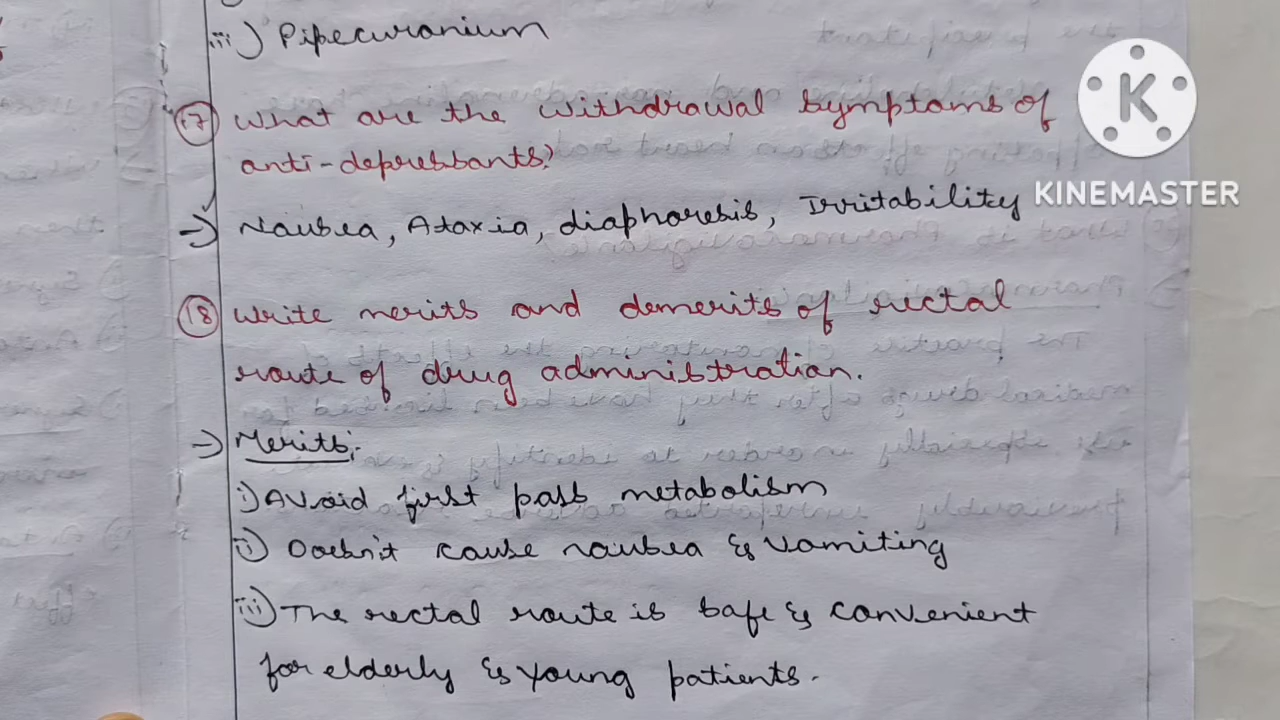 iii) Pipecuranium
17 What are the withdrawal symptoms of
anti-depressants?
→ Nausea, Ataxia, diaphoresis, Irritability
18 Write merits and demerits of rectal
route of drug administration.
→ Merits:
i) Avoid first pass metabolism
ii) Doesn't cause nausea & vomiting
iii) The rectal route is safe & convenient
for elderly & young patients.
K
KINEMASTER